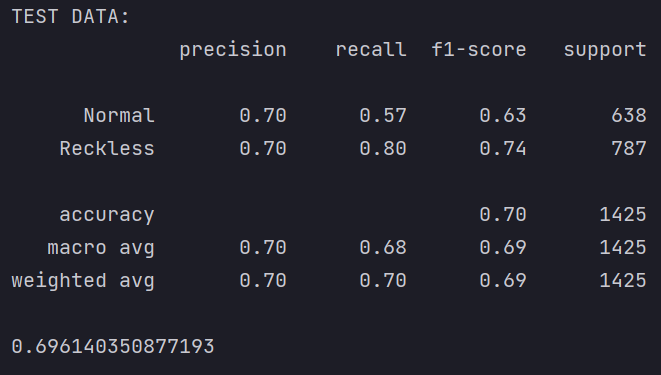 TEST DATA:
precision recall f1-score support
Normal 0.70 0.57 0.63 638
Reckless 0.70 0.80 0.74 787
accuracy 0.70 1425
macro avg 0.70 0.68 0.69 1425
weighted avg 0.70 0.70 0.69 1425
0.696140350877193